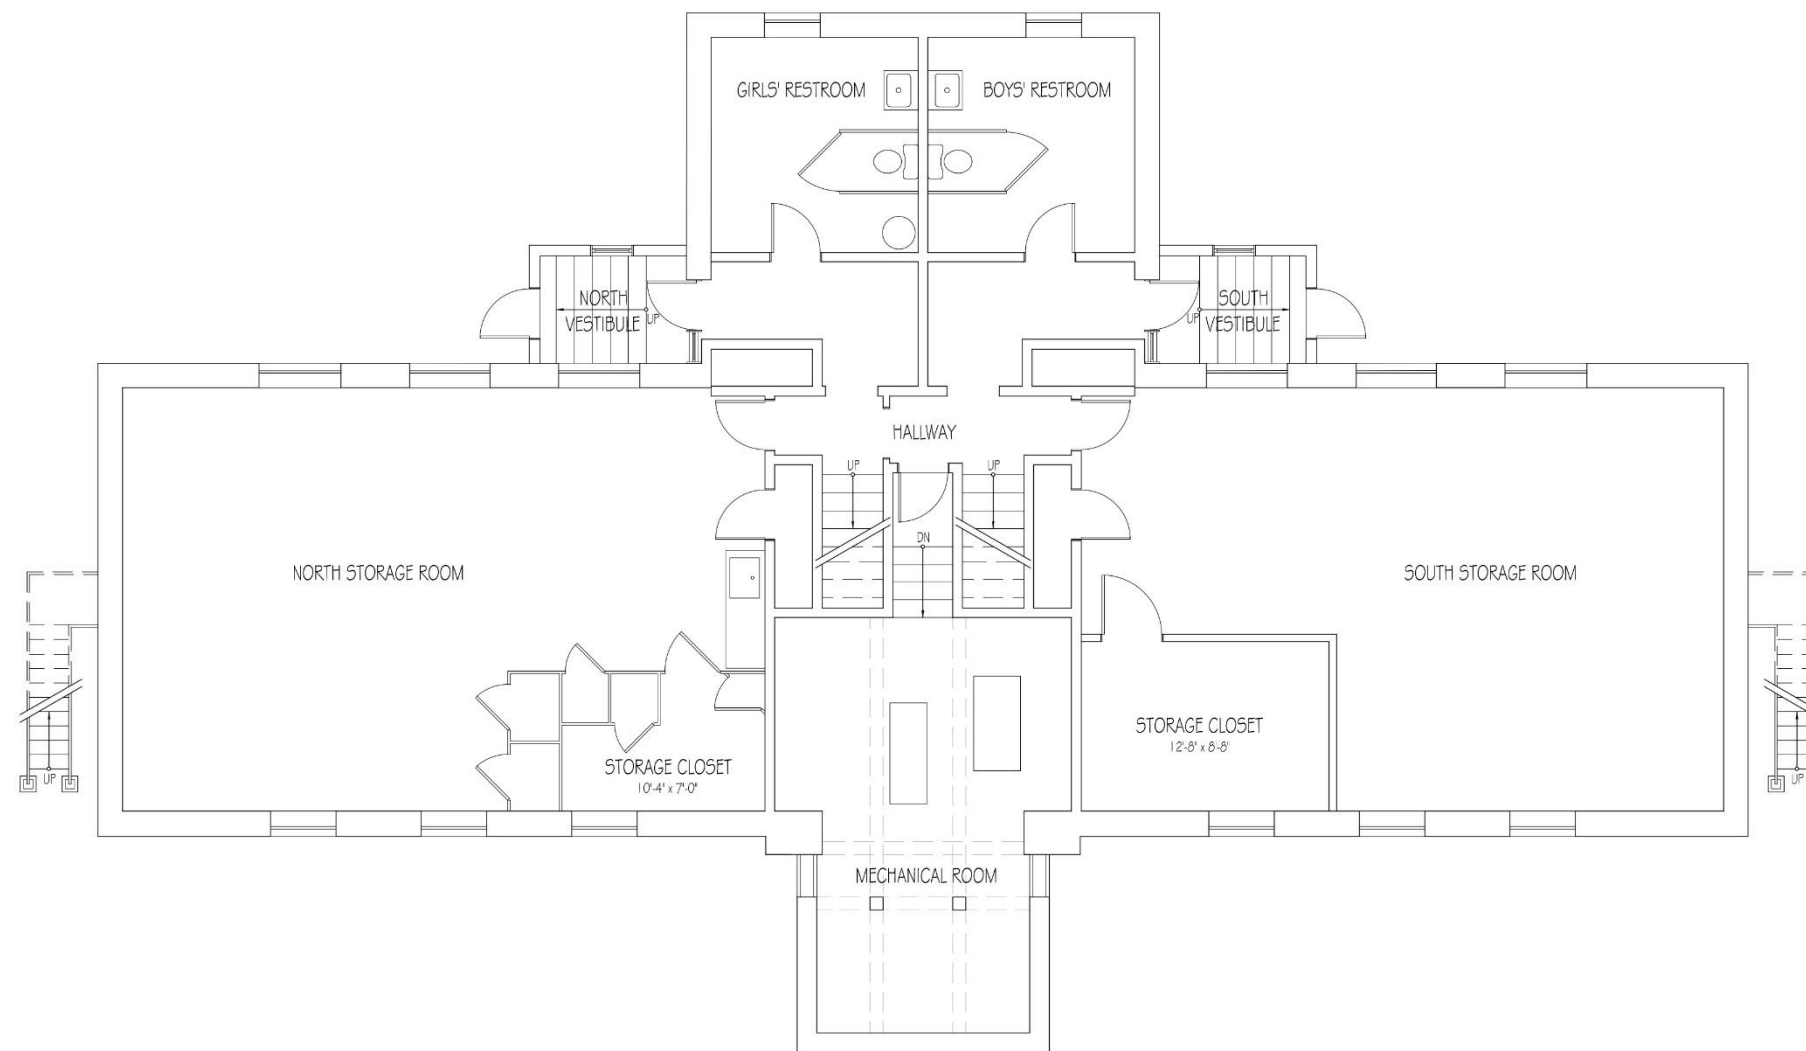 GIRLS' RESTROOM
BOYS' RESTROOM
NORTH
VESTIBULE
UP
SOUTH
VESTIBULE
UP
HALLWAY
UP
UP
DN
NORTH STORAGE ROOM
SOUTH STORAGE ROOM
STORAGE CLOSET
10'-4" x 7'-0"
STORAGE CLOSET
12'-8" x 8'-8"
UP
UP
MECHANICAL ROOM